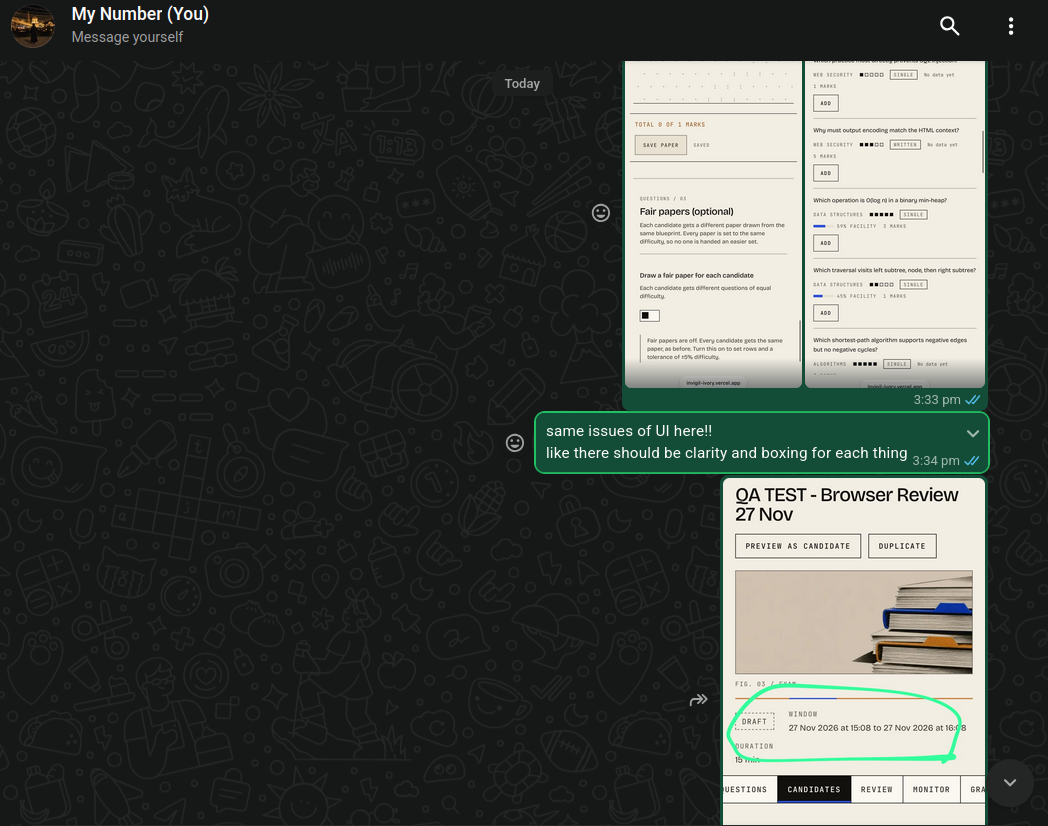 My Number (You)
Message yourself
Today
TOTAL 0 OF 1 MARKS
SAVE PAPER
SAVED
QUESTIONS / 03
Fair papers (optional)
Each candidate gets a different paper drawn from the
same blueprint. Every paper is set to the same
difficulty, so no one is handed an easier set.
Draw a fair paper for each candidate
Each candidate gets different questions of equal
difficulty.
Fair papers are off. Every candidate gets the same
paper, as before. Turn this on to set rows and a
tolerance of ±5% difficulty.
invigil-ivory.vercel.app
WEB SECURITY SINGLE No data yet
1 MARKS
ADD
Why must output encoding match the HTML context?
WEB SECURITY WRITTEN No data yet
5 MARKS
ADD
Which operation is O(log n) in a binary min-heap?
DATA STRUCTURES SINGLE
59% FACILITY 3 MARKS
ADD
Which traversal visits left subtree, node, then right subtree?
DATA STRUCTURES SINGLE
45% FACILITY 1 MARKS
ADD
Which shortest-path algorithm supports negative edges
but no negative cycles?
ALGORITHMS SINGLE No data yet
invigil-ivory.vercel.app
3:33 pm
same issues of UI here!!
like there should be clarity and boxing for each thing
3:34 pm
QA TEST - Browser Review
27 Nov
PREVIEW AS CANDIDATE
DUPLICATE
FIG. 03 / EXAM
DRAFT
WINDOW
27 Nov 2026 at 15:08 to 27 Nov 2026 at 16:08
DURATION
15 min
UESTIONS
CANDIDATES
REVIEW
MONITOR
GRA